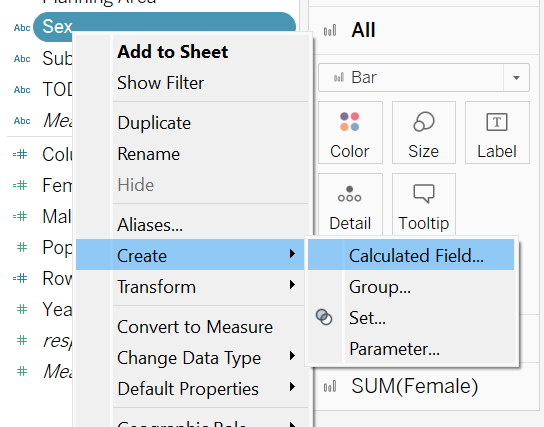 Planning Area
Abc Sex
Abc Sub
Abc TOD
Abc Mea
Colu
Fem
Mal
Pop
Row
Yea
resp
Mea
Add to Sheet
Show Filter
Duplicate
Rename
Hide
Aliases...
Create
Transform
Convert to Measure
Change Data Type
Default Properties
Geographic Role
Calculated Field...
Group...
Set...
Parameter...
All
Bar
Color
Size
T
Label
Detail
Tooltip
SUM(Female)